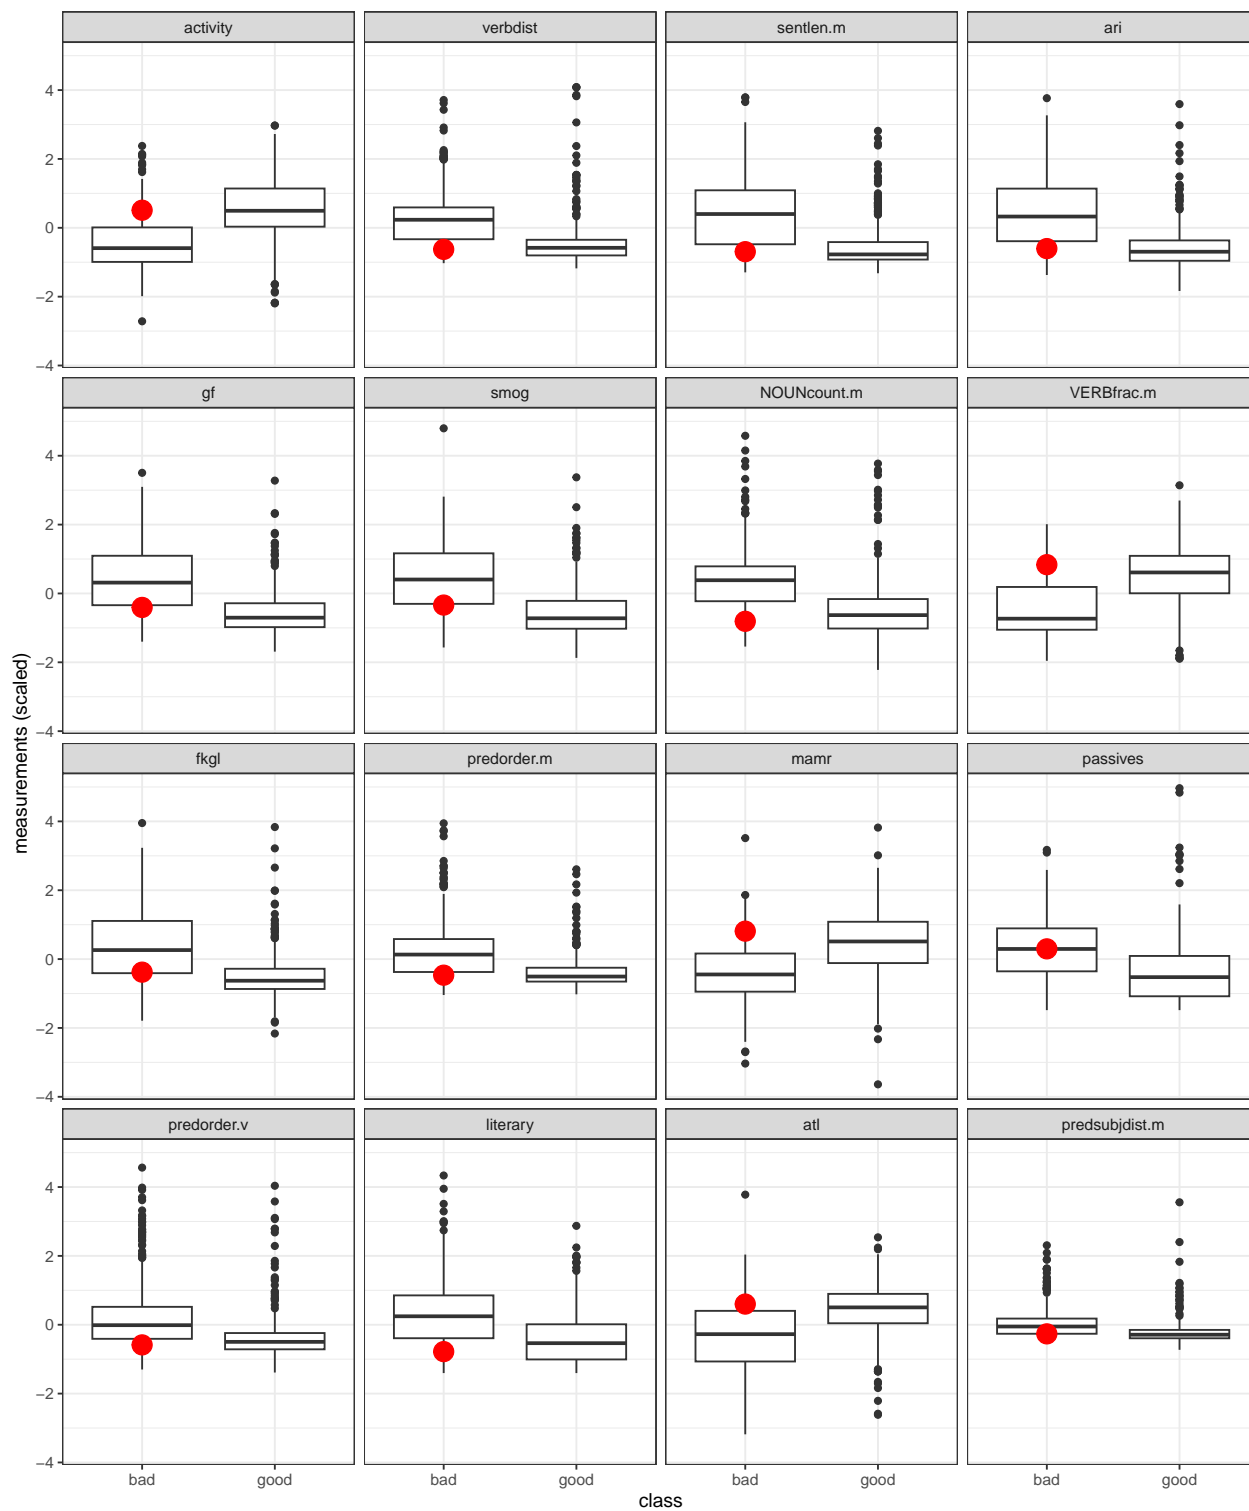 activity verbdist sentlen.m ari
4
2
0
−2
−4
gf smog NOUNcount.m VERBfrac.m
4
2
0
−2
−4
fkgl predorder.m mamr passives
4
2
0
−2
−4
predorder.v literary atl predsubjdist.m
4
2
0
−2
−4
bad good bad good bad good bad good
class
measurements (scaled)